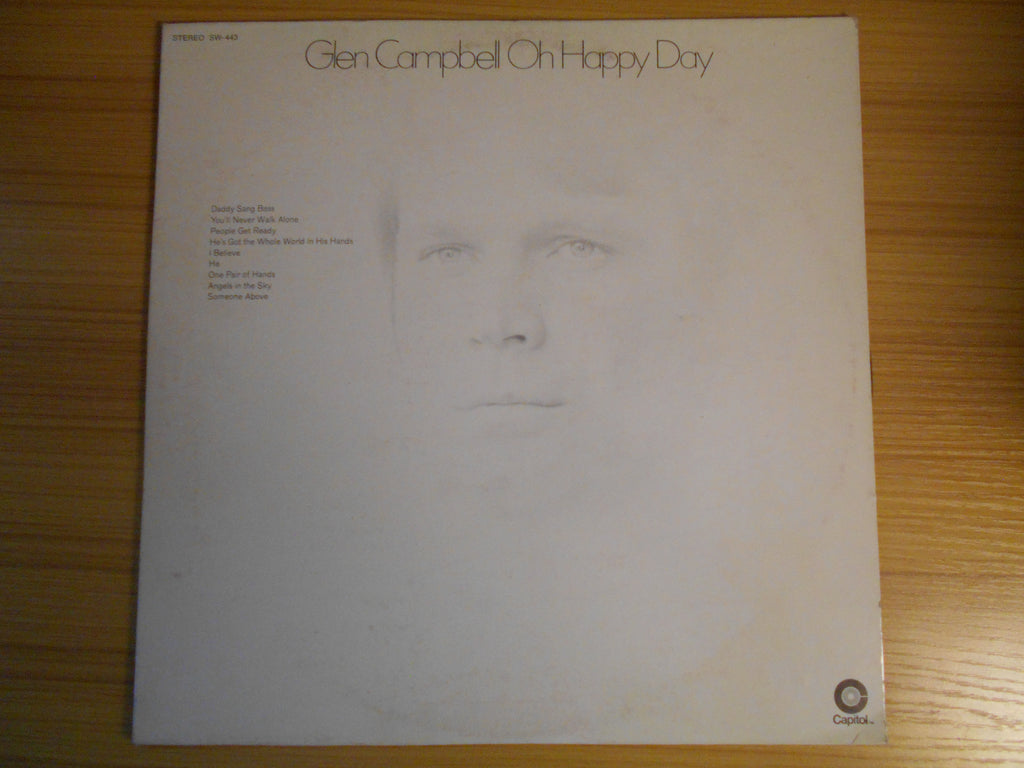 STEREO SW-443
Glen Campbell Oh Happy Day
Daddy Sang Bass
You'll Never Walk Alone
People Get Ready
He's Got the Whole World in His Hands
I Believe
He
One Pair of Hands
Angels in the Sky
Someone Above
Capitol